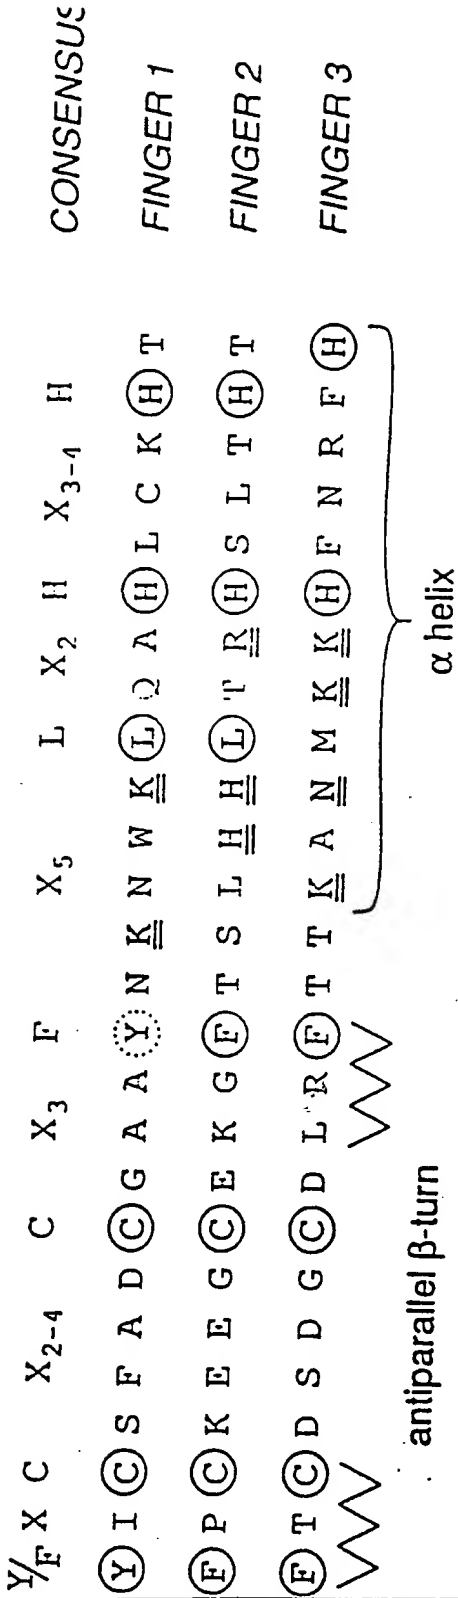 Y/F X C X2-4 C X3 F X5 L X2 H X3-4 H CONSENSUS
Y I C S F A D C G A A Y N K N W K L Q A H L C K H T FINGER 1
F P C K E E G C E K G F T S L H H L T R H S L T H T FINGER 2
F T C D S D G C D L R F T T K A N M K K H F N R F H FINGER 3
antiparallel β-turn α helix